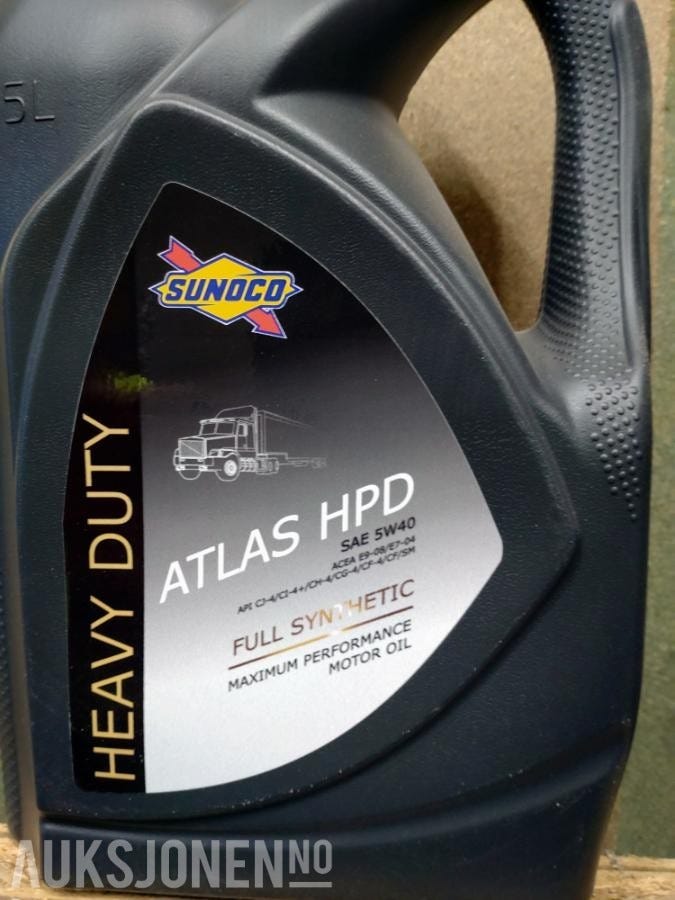 5L
SUNOCO
HEAVY DUTY
ATLAS HPD
SAE 5W40
ACEA E9-08/E7-04
API CJ-4/CI-4+/CH-4/CG-4/CF-4/CF/SM
FULL SYNTHETIC
MAXIMUM PERFORMANCE
MOTOR OIL
AUKSJONEN.NO